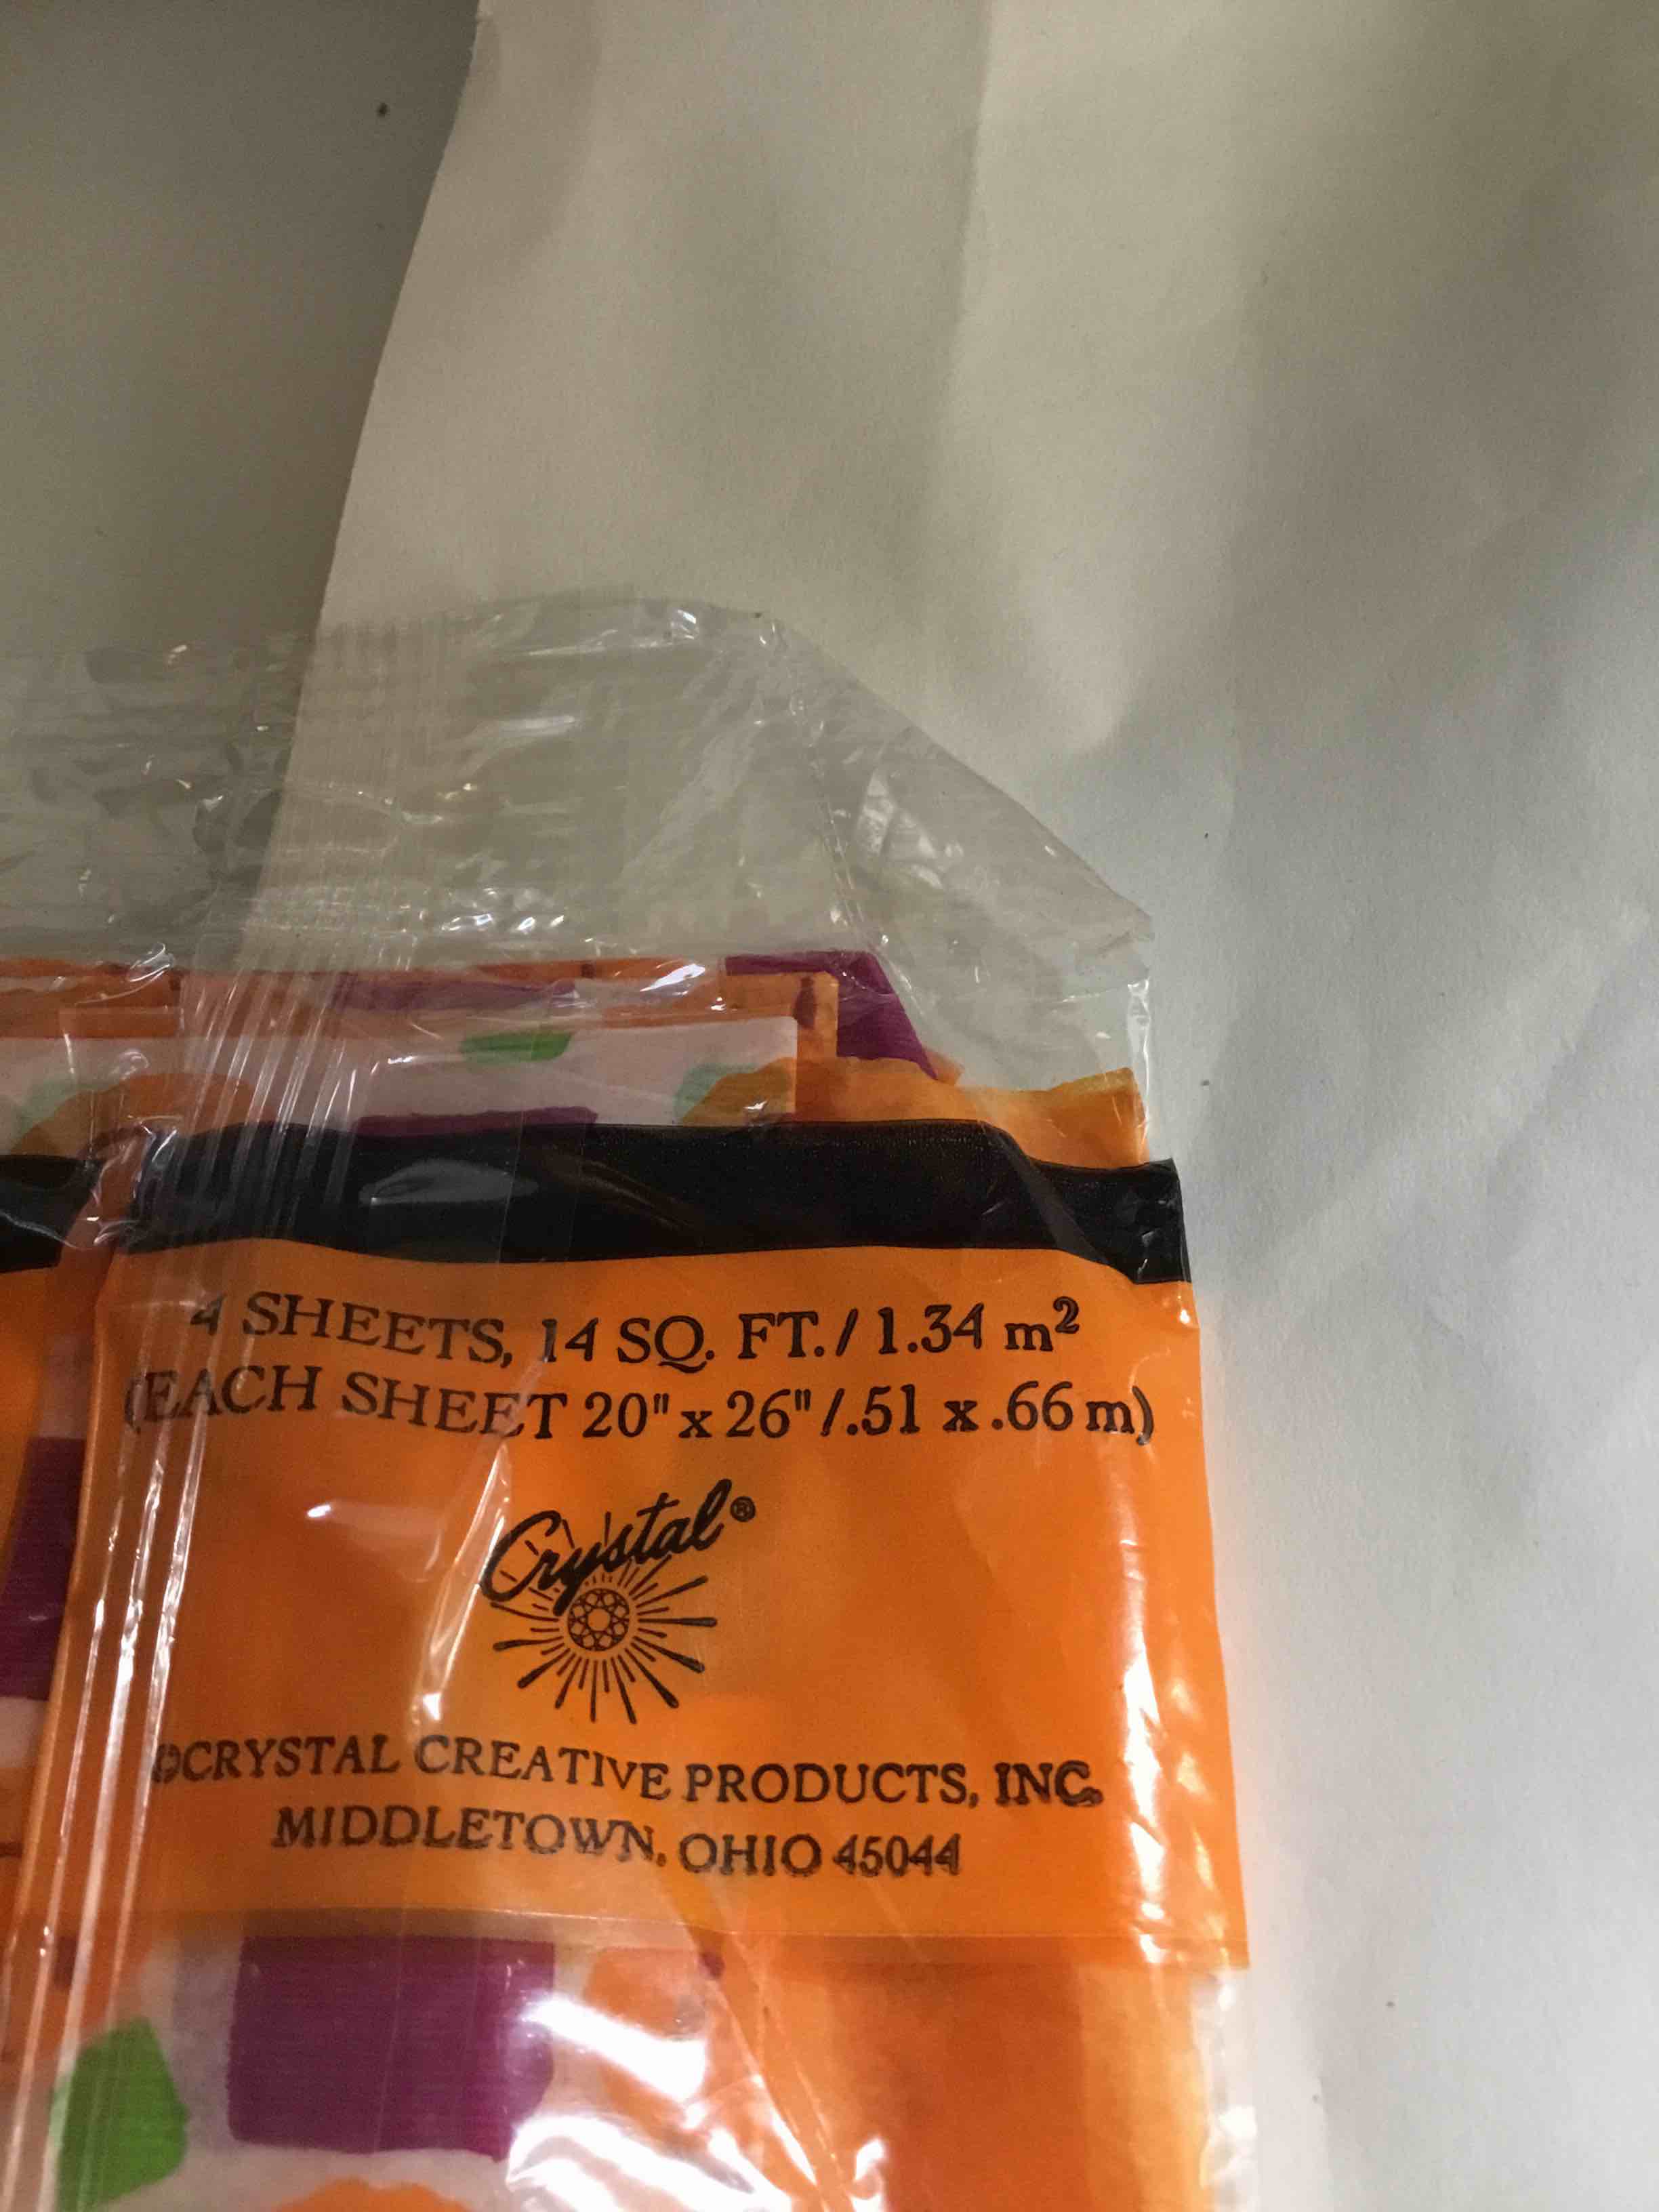 4 SHEETS, 14 SQ. FT. / 1.34 m²
(EACH SHEET 20" x 26" / .51 x .66 m)
Crystal®
©CRYSTAL CREATIVE PRODUCTS, INC.
MIDDLETOWN, OHIO 45044